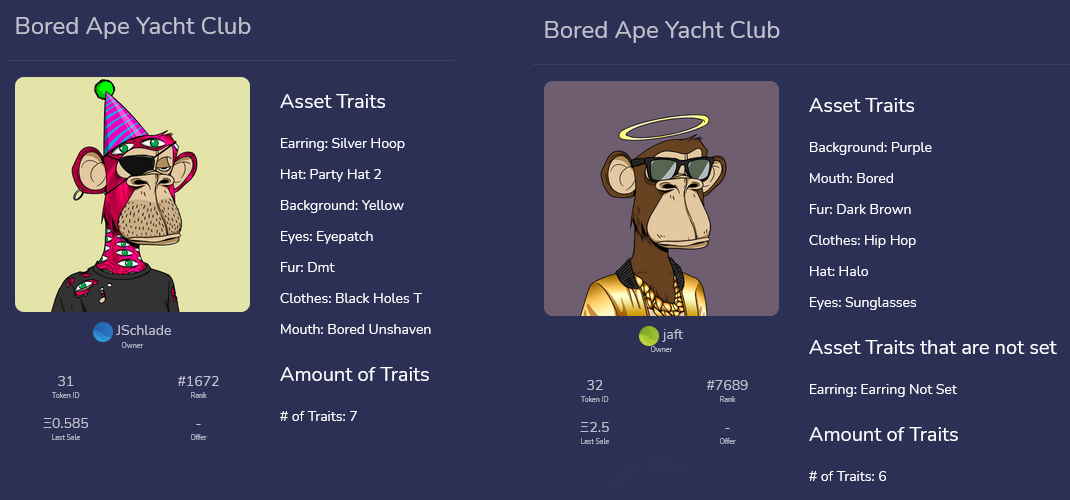 Bored Ape Yacht Club
Asset Traits
Earring: Silver Hoop
Hat: Party Hat 2
Background: Yellow
Eyes: Eyepatch
Fur: Dmt
Clothes: Black Holes T
Mouth: Bored Unshaven
Amount of Traits
# of Traits: 7
JSchlade
Owner
31 #1672
Token ID Rank
Ξ0.585 -
Last Sale Offer
Bored Ape Yacht Club
Asset Traits
Background: Purple
Mouth: Bored
Fur: Dark Brown
Clothes: Hip Hop
Hat: Halo
Eyes: Sunglasses
Asset Traits that are not set
Earring: Earring Not Set
Amount of Traits
# of Traits: 6
jaft
Owner
32 #7689
Token ID Rank
Ξ2.5 -
Last Sale Offer